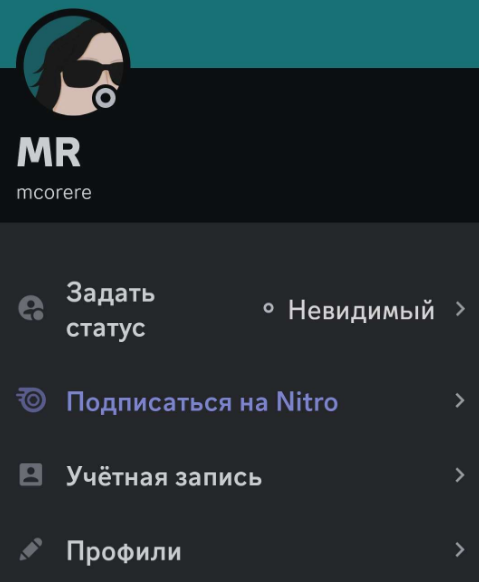 MR
mcorere
Задать
статус
Невидимый
Подписаться на Nitro
Учётная запись
Профили